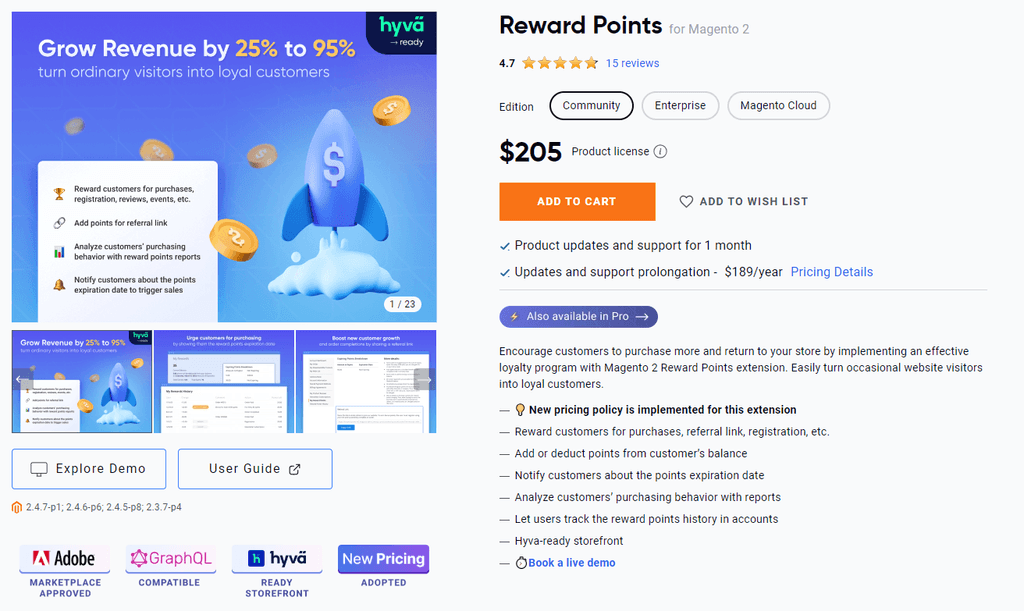 hyvä
→ ready
Grow Revenue by 25% to 95%
turn ordinary visitors into loyal customers
Reward customers for purchases,
registration, reviews, events, etc.
Add points for referral link
Analyze customers' purchasing
behavior with reward points reports
Notify customers about the points
expiration date to trigger sales
1 / 23
Grow Revenue by 25% to 95%
turn ordinary visitors into loyal customers
hyvä
Urge customers for purchasing
by showing them the reward points expiration date
Boost new customer growth
and order completions by sharing a referral link
Explore Demo
User Guide
2.4.7-p1; 2.4.6-p6; 2.4.5-p8; 2.3.7-p4
Adobe
MARKETPLACE
APPROVED
GraphQL
COMPATIBLE
hyvä
READY
STOREFRONT
New Pricing
ADOPTED
Reward Points for Magento 2
4.7 15 reviews
Edition Community Enterprise Magento Cloud
$205 Product license
ADD TO CART ADD TO WISH LIST
Product updates and support for 1 month
Updates and support prolongation - $189/year Pricing Details
Also available in Pro →
Encourage customers to purchase more and return to your store by implementing an effective
loyalty program with Magento 2 Reward Points extension. Easily turn occasional website visitors
into loyal customers.
— New pricing policy is implemented for this extension
— Reward customers for purchases, referral link, registration, etc.
— Add or deduct points from customer's balance
— Notify customers about the points expiration date
— Analyze customers' purchasing behavior with reports
— Let users track the reward points history in accounts
— Hyva-ready storefront
— Book a live demo